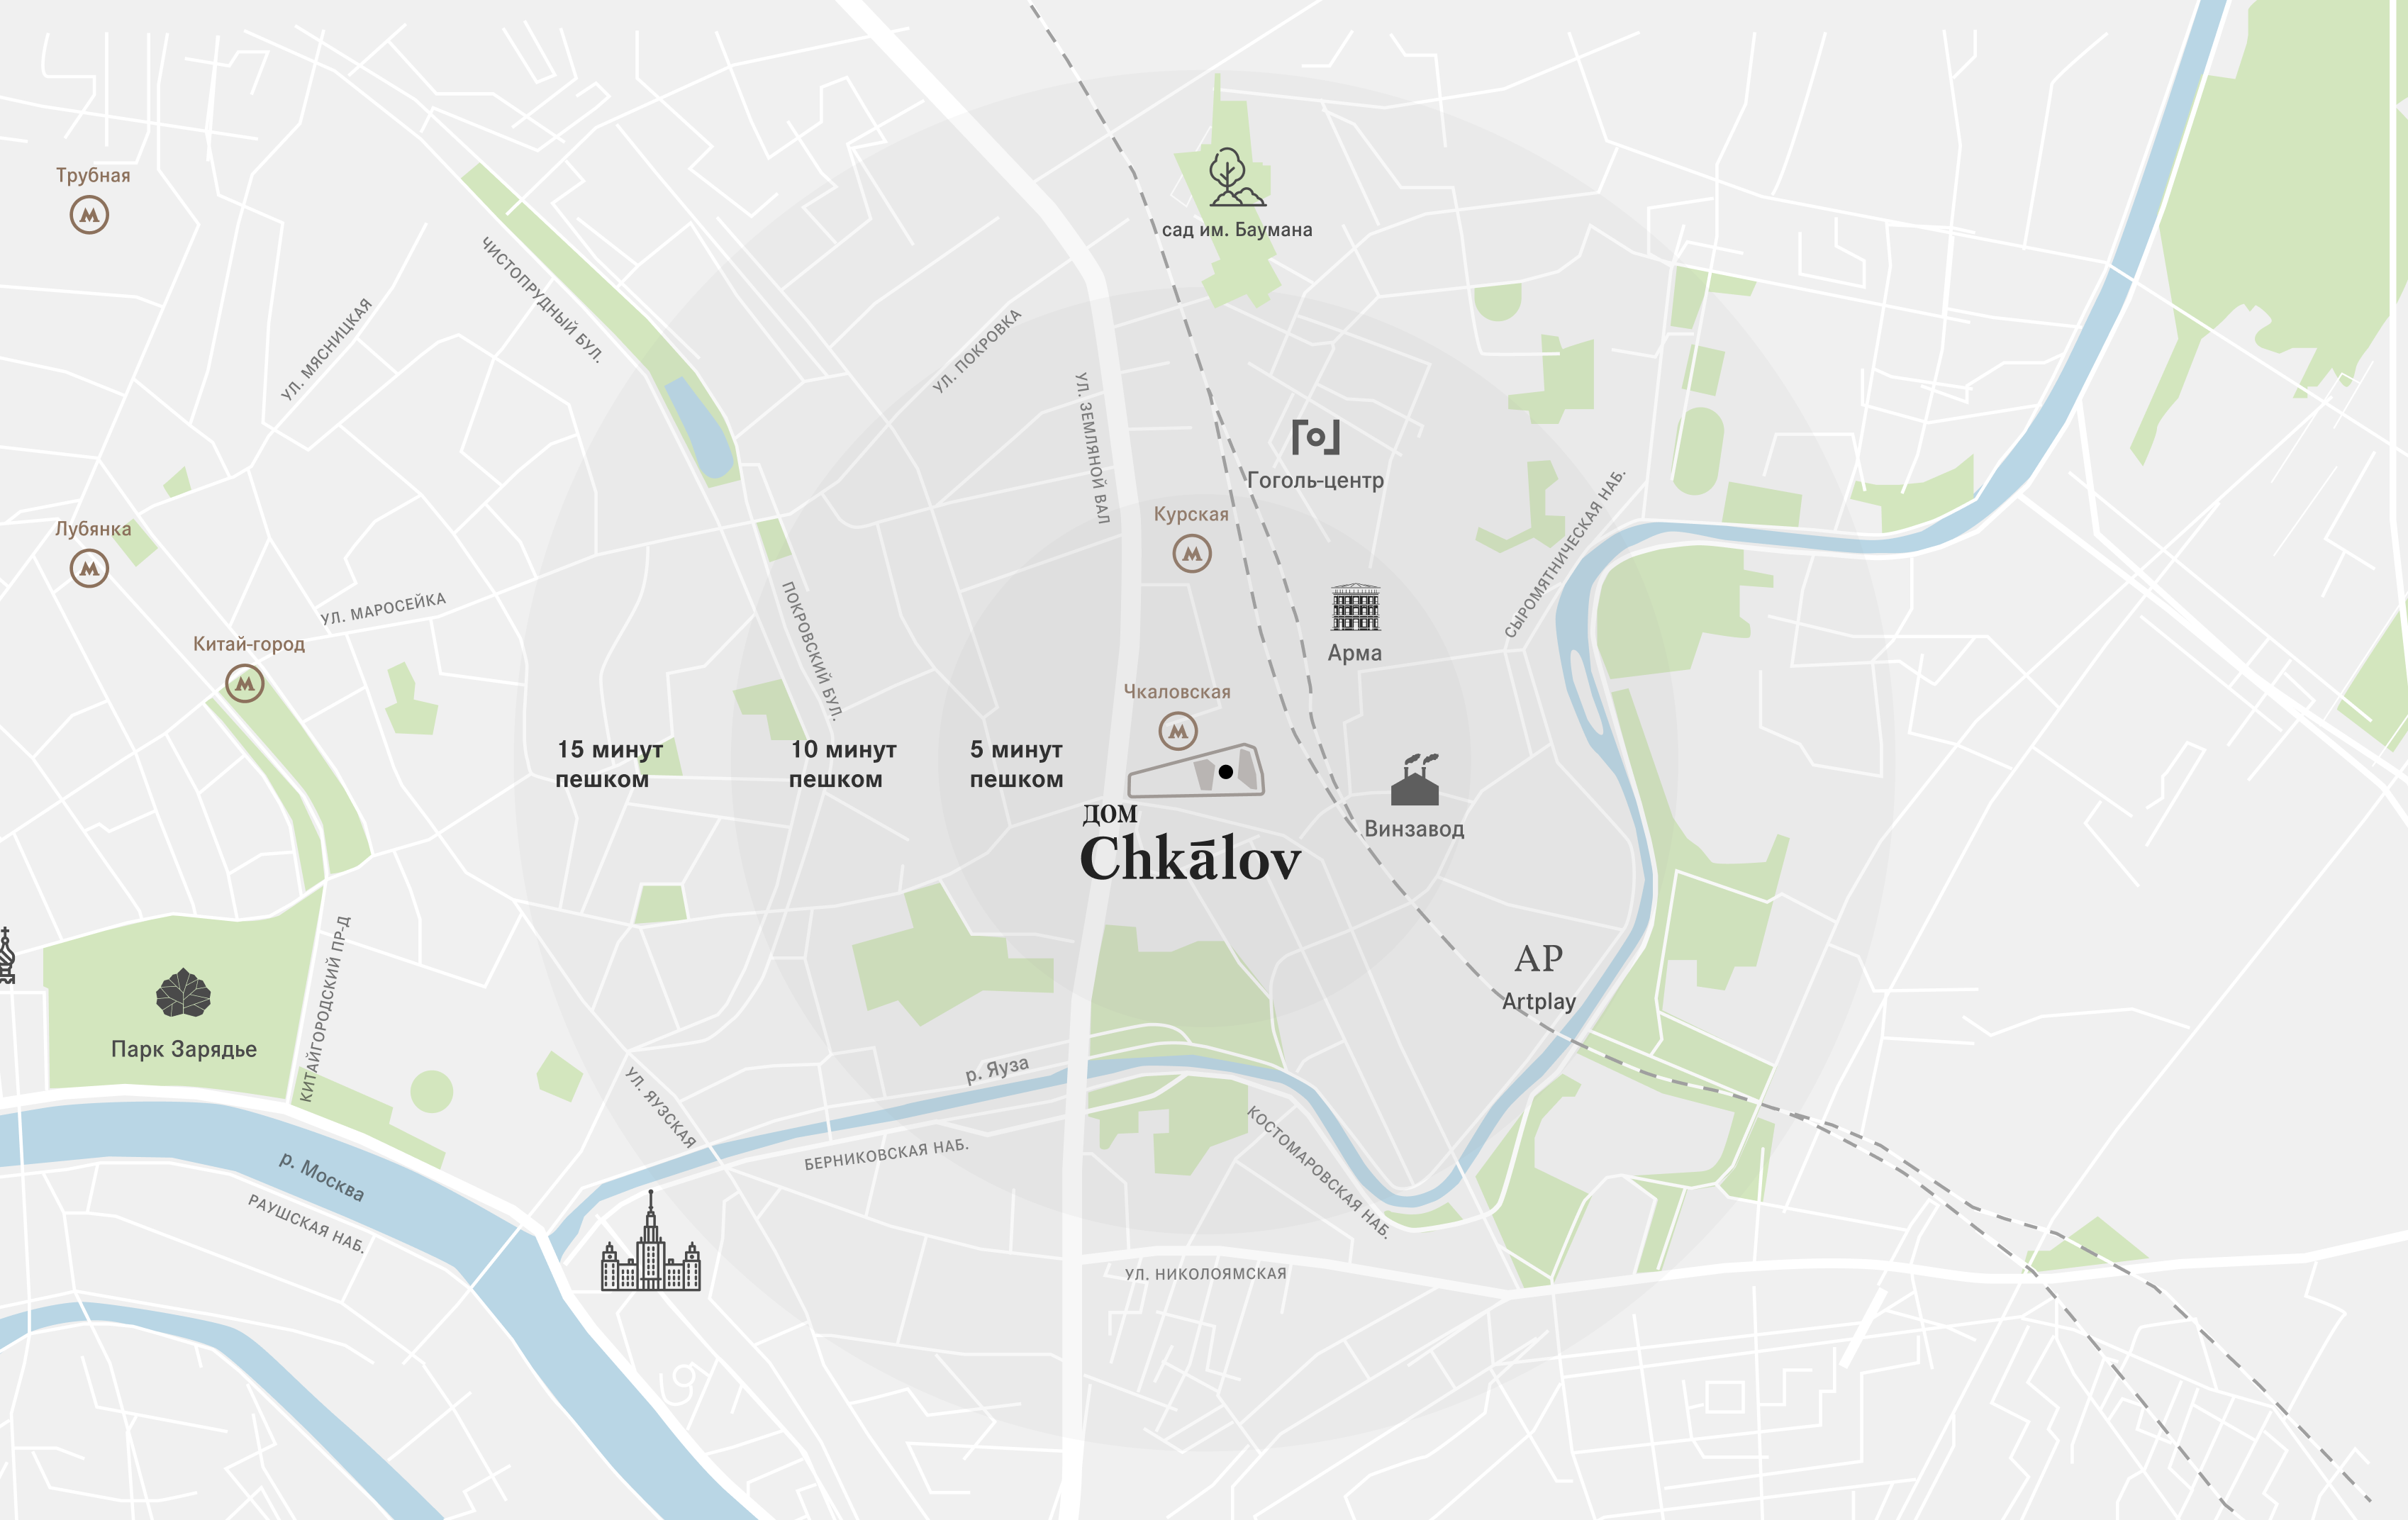 Трубная
сад им. Баумана
ЧИСТОПРУДНЫЙ БУЛ.
УЛ. МЯСНИЦКАЯ
УЛ. ПОКРОВКА
УЛ. ЗЕМЛЯНОЙ ВАЛ
Гоголь-центр
СЫРОМЯТНИЧЕСКАЯ НАБ.
Лубянка
Курская
УЛ. МАРОСЕЙКА
ПОКРОВСКИЙ БУЛ.
Китай-город
Арма
Чкаловская
15 минут
пешком
10 минут
пешком
5 минут
пешком
ДОМ
Chkālov
Винзавод
AP
Artplay
КИТАЙГОРОДСКИЙ ПР-Д
Парк Зарядье
р. Яуза
УЛ. ЯУЗСКАЯ
БЕРНИКОВСКАЯ НАБ.
КОСТОМАРОВСКАЯ НАБ.
р. Москва
РАУШСКАЯ НАБ.
УЛ. НИКОЛОЯМСКАЯ